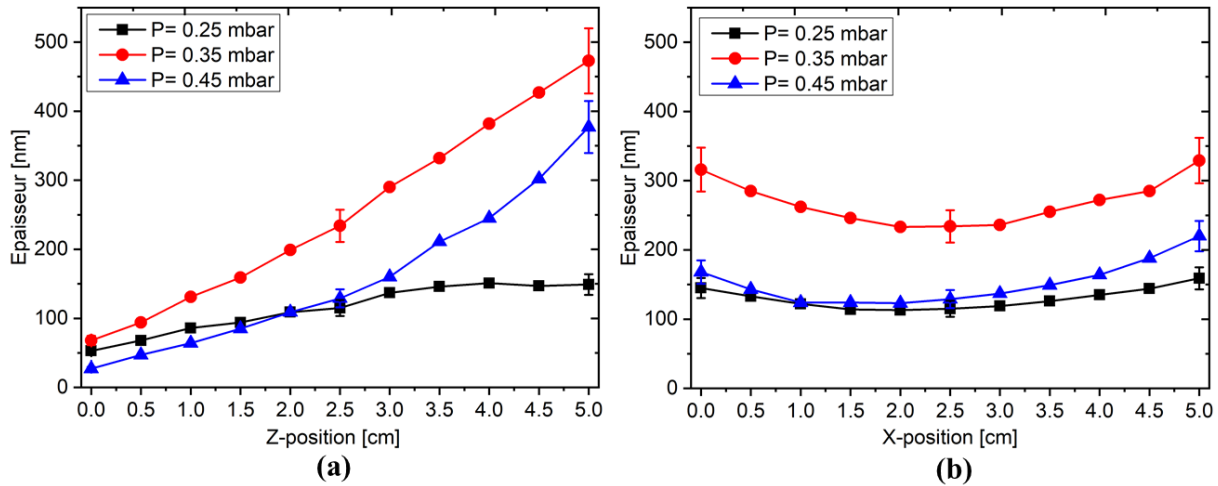 P= 0.25 mbar
P= 0.35 mbar
P= 0.45 mbar
500
400
300
200
100
0
Epaisseur [nm]
0.0 0.5 1.0 1.5 2.0 2.5 3.0 3.5 4.0 4.5 5.0
Z-position [cm]
(a)
P= 0.25 mbar
P= 0.35 mbar
P= 0.45 mbar
500
400
300
200
100
0
Epaisseur [nm]
0.0 0.5 1.0 1.5 2.0 2.5 3.0 3.5 4.0 4.5 5.0
X-position [cm]
(b)